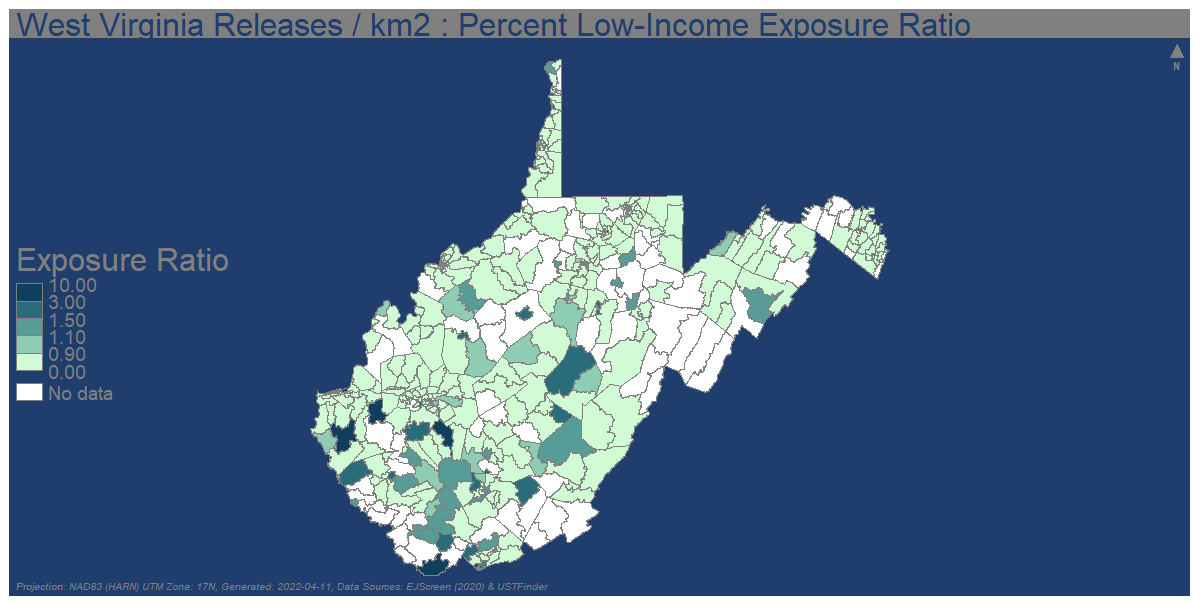 West Virginia Releases / km2 : Percent Low-Income Exposure Ratio
N
Exposure Ratio
10.00
3.00
1.50
1.10
0.90
0.00
No data
Projection: NAD83 (HARN) UTM Zone: 17N, Generated: 2022-04-11, Data Sources: EJScreen (2020) & USTFinder